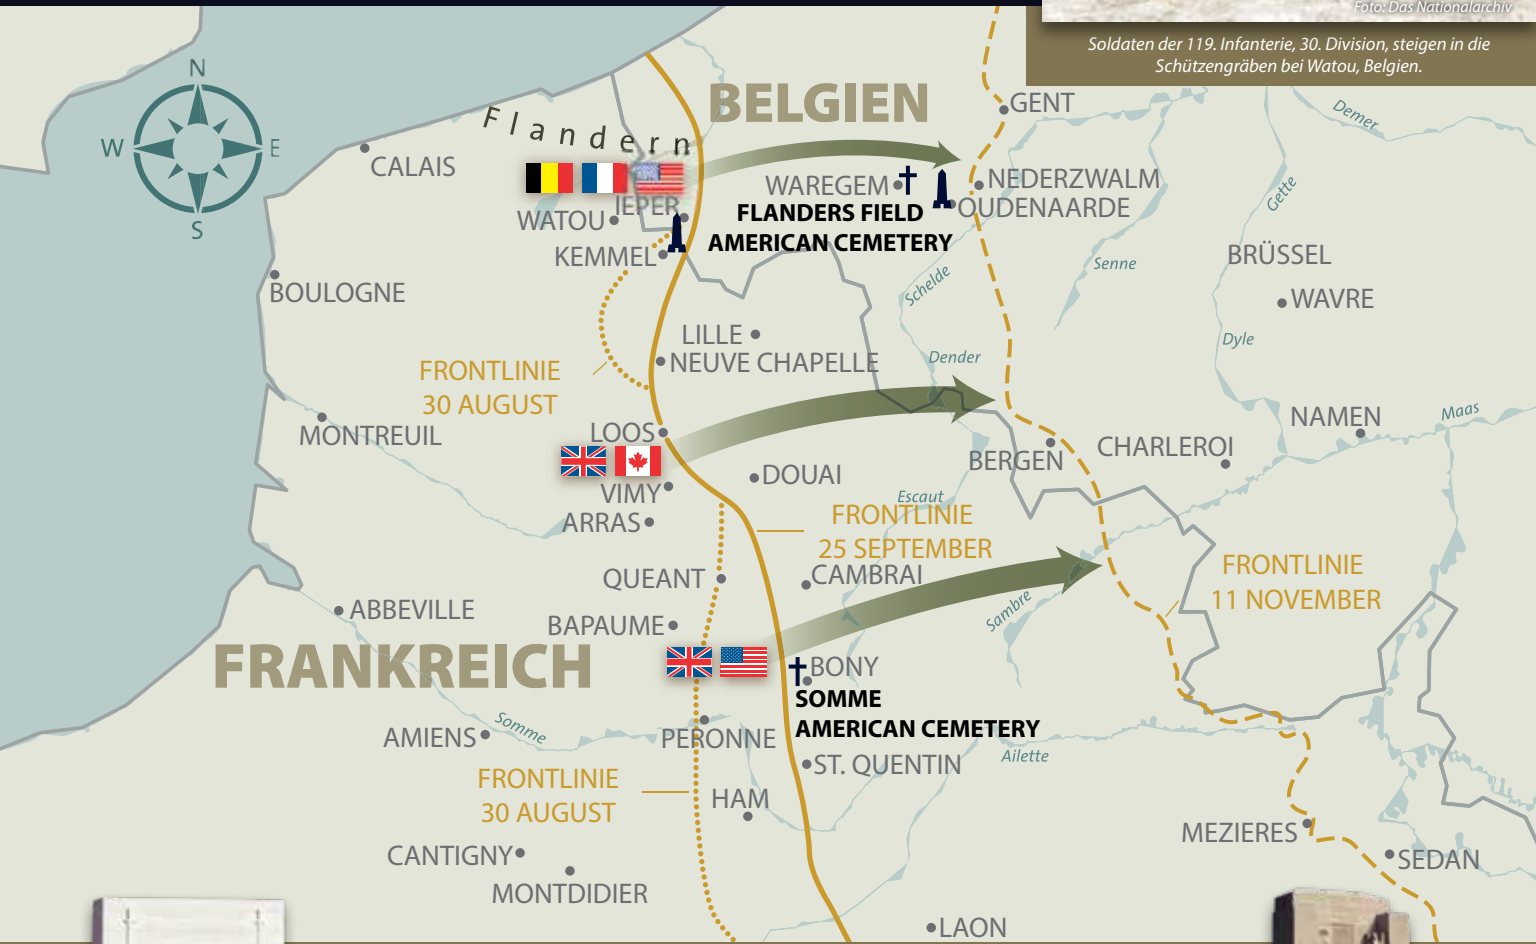 Foto: Das Nationalarchiv
Soldaten der 119. Infanterie, 30. Division, steigen in die
Schützengräben bei Watou, Belgien.
N
W
E
S
Flandern
BELGIEN
GENT
Demer
CALAIS
WAREGEM
NEDERZWALM
OUDENAARDE
Gette
IEPER
WATOU
FLANDERS FIELD
AMERICAN CEMETERY
KEMMEL
Schelde
Senne
BRÜSSEL
BOULOGNE
WAVRE
LILLE
NEUVE CHAPELLE
Dender
Dyle
FRONTLINIE
30 AUGUST
MONTREUIL
LOOS
NAMEN
Maas
BERGEN
CHARLEROI
VIMY
DOUAI
ARRAS
Escaut
FRONTLINIE
25 SEPTEMBER
QUEANT
CAMBRAI
FRONTLINIE
11 NOVEMBER
ABBEVILLE
BAPAUME
Sambre
FRANKREICH
BONY
SOMME
AMERICAN CEMETERY
AMIENS
Somme
PERONNE
ST. QUENTIN
Ailette
FRONTLINIE
30 AUGUST
HAM
MEZIERES
CANTIGNY
SEDAN
MONTDIDIER
LAON